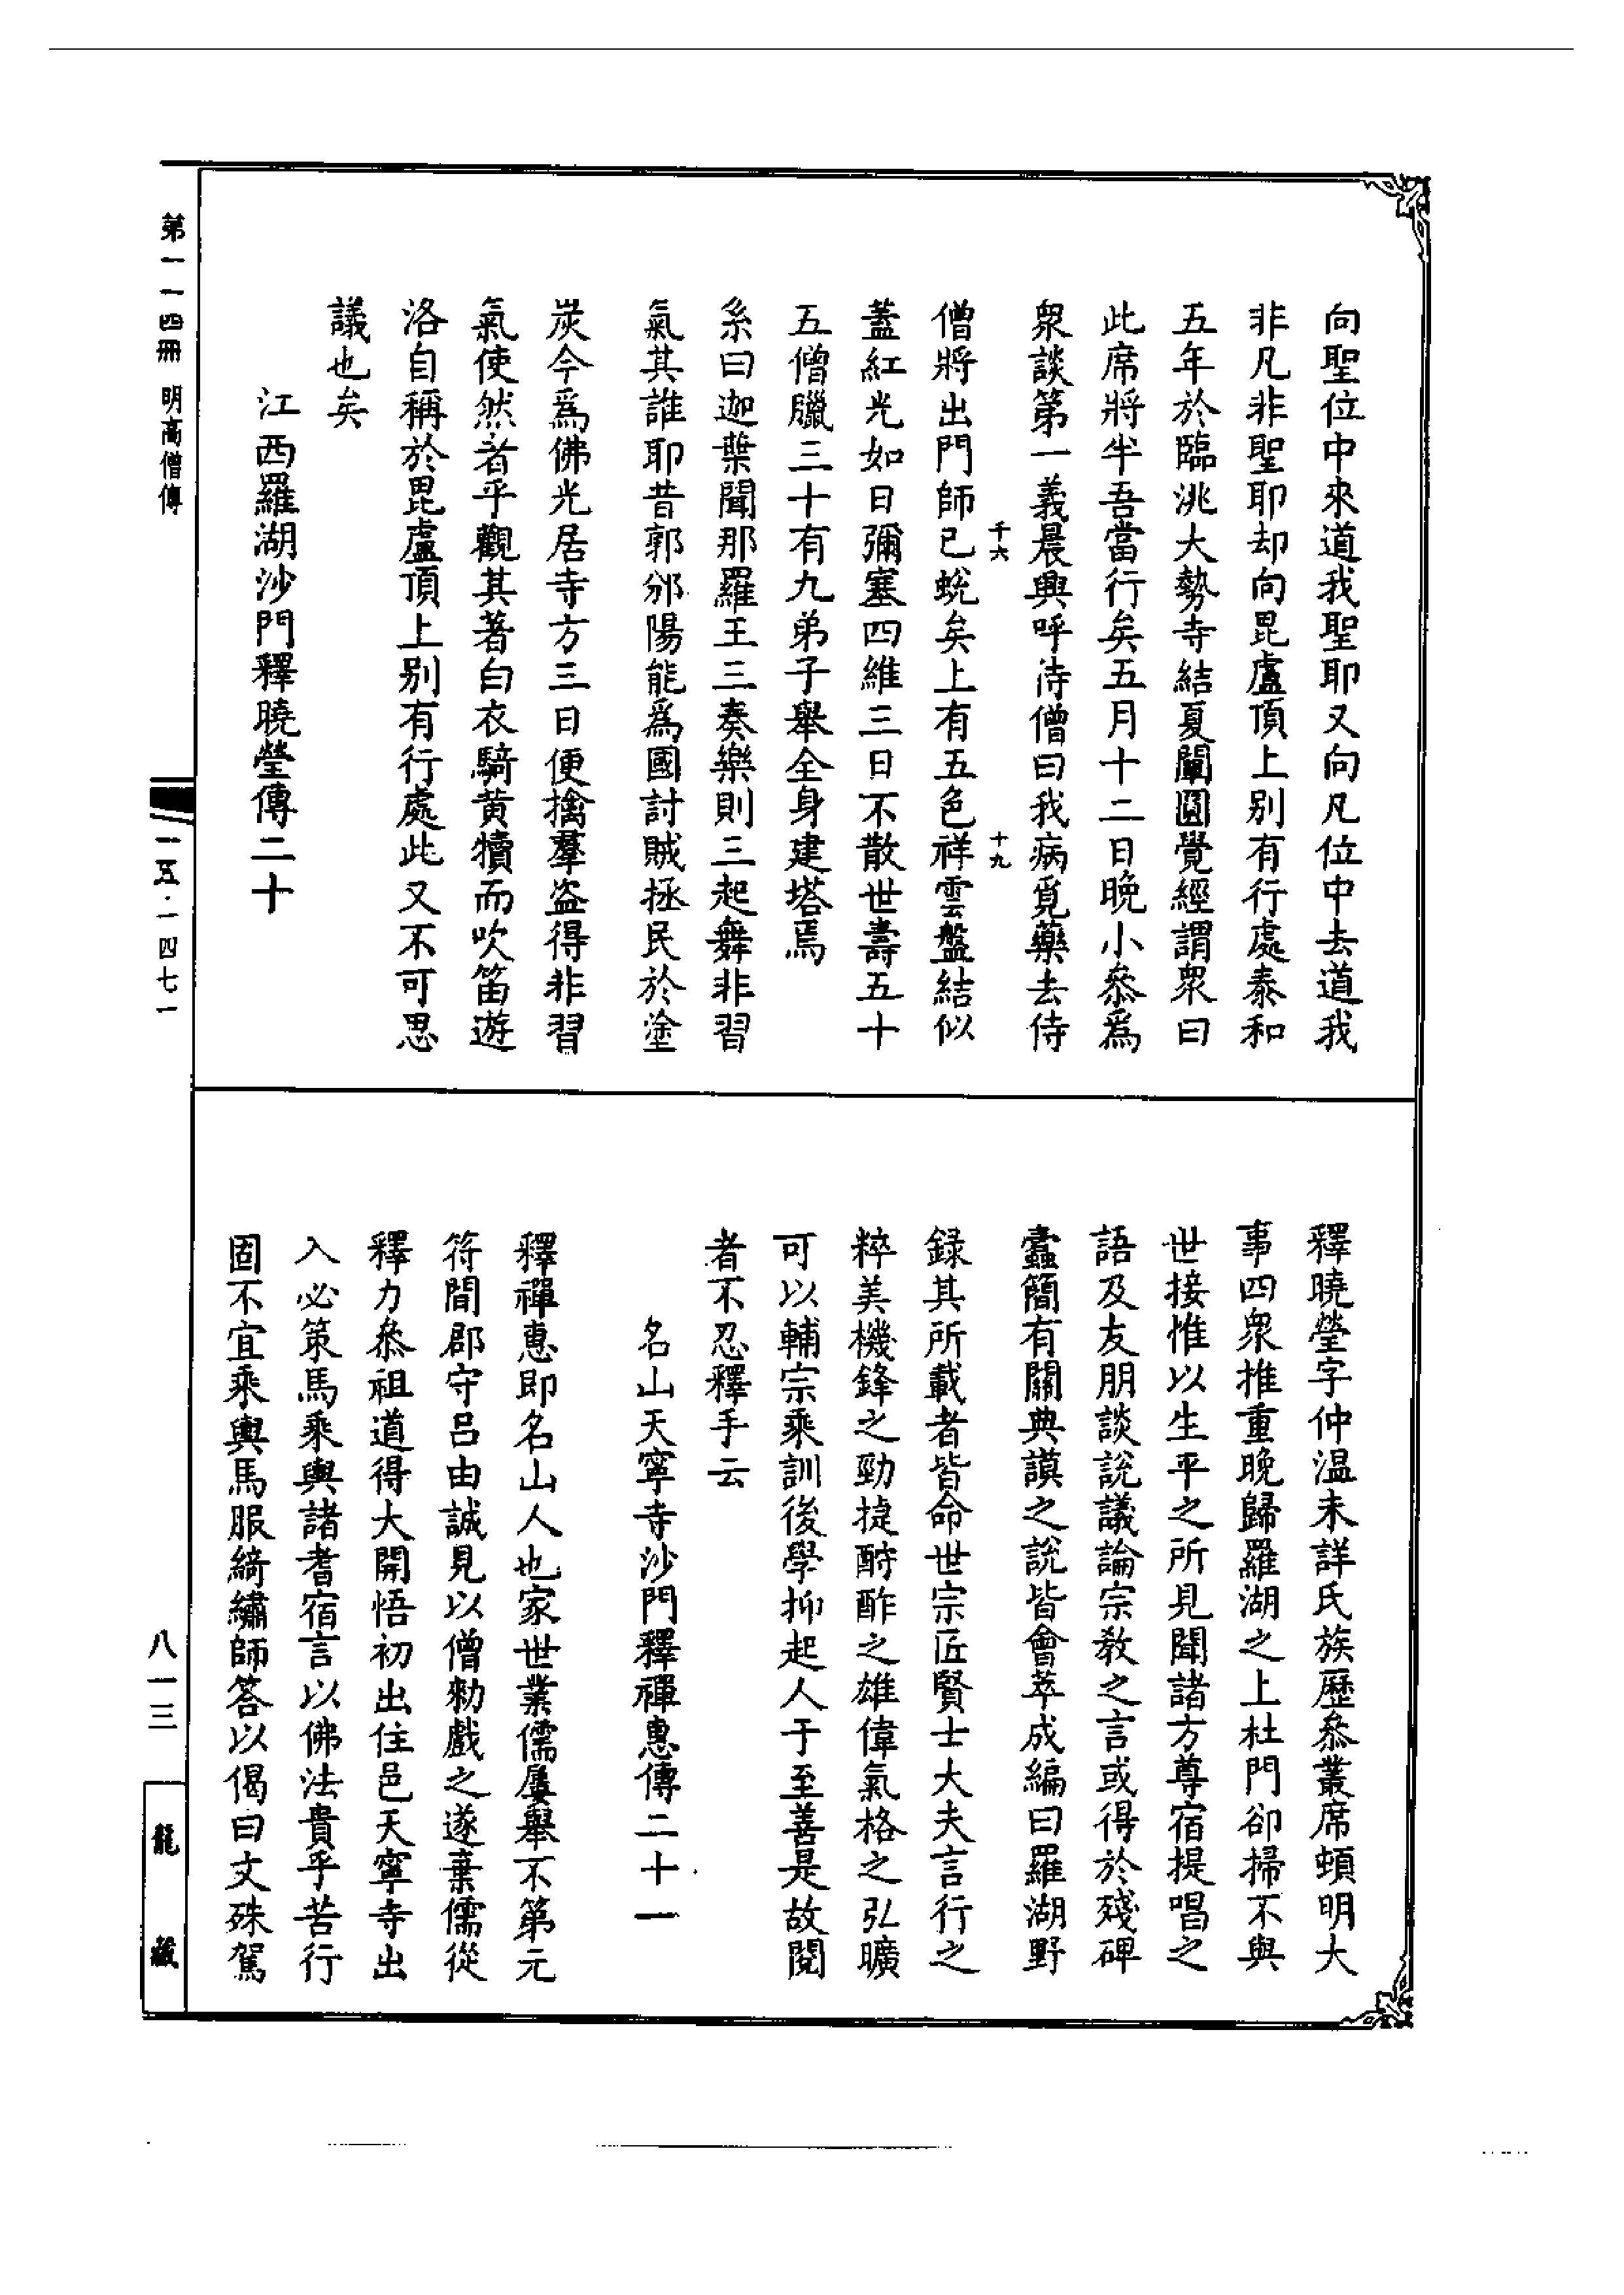 向聖位中來道我聖耶又向凡位中去道我
非凡非聖耶却向毘盧頂上別有行處泰和
五年於臨洮大勢寺結夏闡圓覺經謂眾曰
此席將半吾當行矣五月十二日晚小叅爲
衆談第一義晨興呼侍僧曰我病覓藥去侍
千六
十九
僧將出門師已蛻矣上有五色祥雲盤結似
蓋紅光如日彌塞四維三日不散世壽五十
五僧臘三十有九弟子舉全身建塔焉
系曰迦葉聞那羅王三奏樂則三起舞非習
氣其誰耶昔郭邠陽能爲國討賊拯民於塗
炭今爲佛光居寺方三日便擒羣盜得非習
氣使然者乎觀其著白衣騎黄犢而吹笛遊
洛自稱於毘盧頂上别有行處此又不可思
議也矣
江西羅湖沙門釋曉瑩傳二十
釋曉瑩字仲温未詳氏族歷叅叢席頓明大
事四衆推重晚歸羅湖之上杜門卻掃不與
世接惟以生平之所見聞諸方尊宿提唱之
語及友朋談說議論宗教之言或得於殘碑
蠹簡有關典謨之說皆會萃成編曰羅湖野
録其所載者皆命世宗匠賢士大夫言行之
粹美機鋒之勁捷酧酢之雄偉氣格之弘曠
可以輔宗乘訓後學抑起人于至善是故閱
者不忍釋手云
名山天寧寺沙門釋禪惠傳二十一
釋禪惠即名山人也家世業儒屢舉不第元
符間郡守呂由誠見以僧勑戲之遂棄儒從
釋力叅祖道得大開悟初出住邑天寧寺出
入必策馬乘輿諸耆宿言以佛法貴乎苦行
固不宜乘輿馬服綺繡師答以偈曰文殊駕
第一一四冊 明高僧傳
一五·一四七一
八一三
龍藏